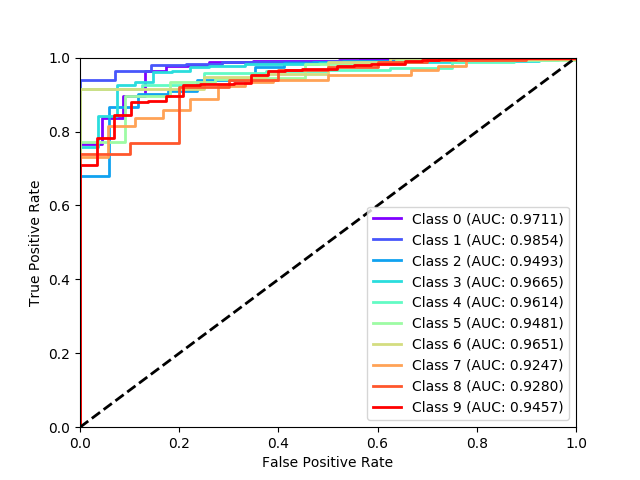 1.0
0.8
0.6
0.4
0.2
0.0
True Positive Rate
Class 0 (AUC: 0.9711)
Class 1 (AUC: 0.9854)
Class 2 (AUC: 0.9493)
Class 3 (AUC: 0.9665)
Class 4 (AUC: 0.9614)
Class 5 (AUC: 0.9481)
Class 6 (AUC: 0.9651)
Class 7 (AUC: 0.9247)
Class 8 (AUC: 0.9280)
Class 9 (AUC: 0.9457)
0.0 0.2 0.4 0.6 0.8 1.0
False Positive Rate